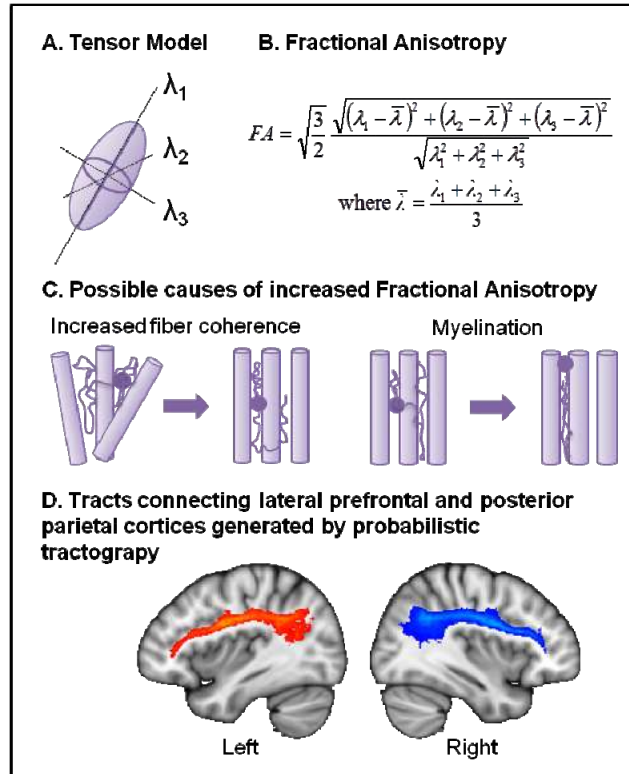 A. Tensor Model
B. Fractional Anisotropy
λ₁
λ₂
λ₃
FA = √(3/2) √((λ₁ − λ̄)² + (λ₂ − λ̄)² + (λ₃ − λ̄)²) / √(λ₁² + λ₂² + λ₃²)
where λ̄ = (λ₁ + λ₂ + λ₃) / 3
C. Possible causes of increased Fractional Anisotropy
Increased fiber coherence
Myelination
D. Tracts connecting lateral prefrontal and posterior
parietal cortices generated by probabilistic
tractograpy
Left
Right